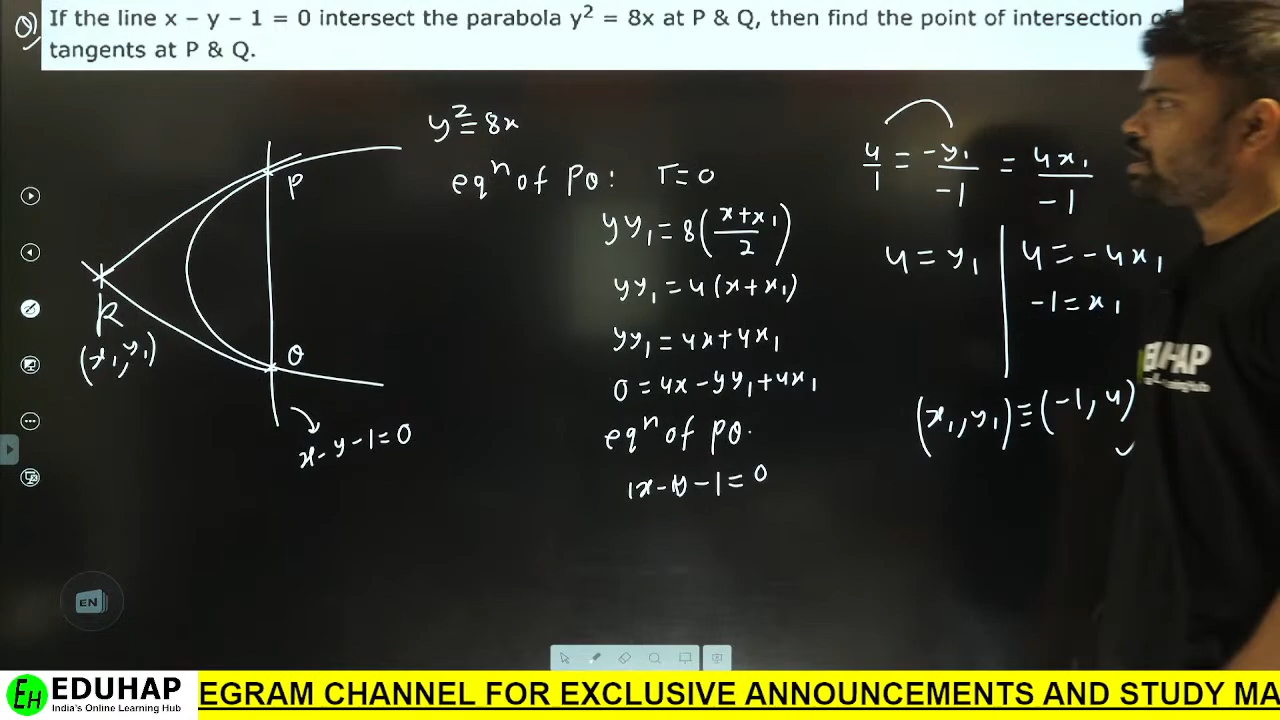 Q)
If the line x – y – 1 = 0 intersect the parabola y² = 8x at P & Q, then find the point of intersection of
tangents at P & Q.
y² = 8x
eqⁿ of PQ : T = 0
yy₁ = 8((x+x₁)/2)
yy₁ = 4(x+x₁)
yy₁ = 4x+4x₁
0 = 4x-yy₁+4x₁
eqⁿ of PQ.
1x-1y-1=0
P
Q
R
(x₁, y₁)
x-y-1=0
4/1 = -y₁/-1 = 4x₁/-1
4 = y₁
4 = -4x₁
-1 = x₁
(x₁, y₁) ≡ (-1, 4)
EDUHAP
EN
EH EDUHAP
India's Online Learning Hub
EGRAM CHANNEL FOR EXCLUSIVE ANNOUNCEMENTS AND STUDY MA